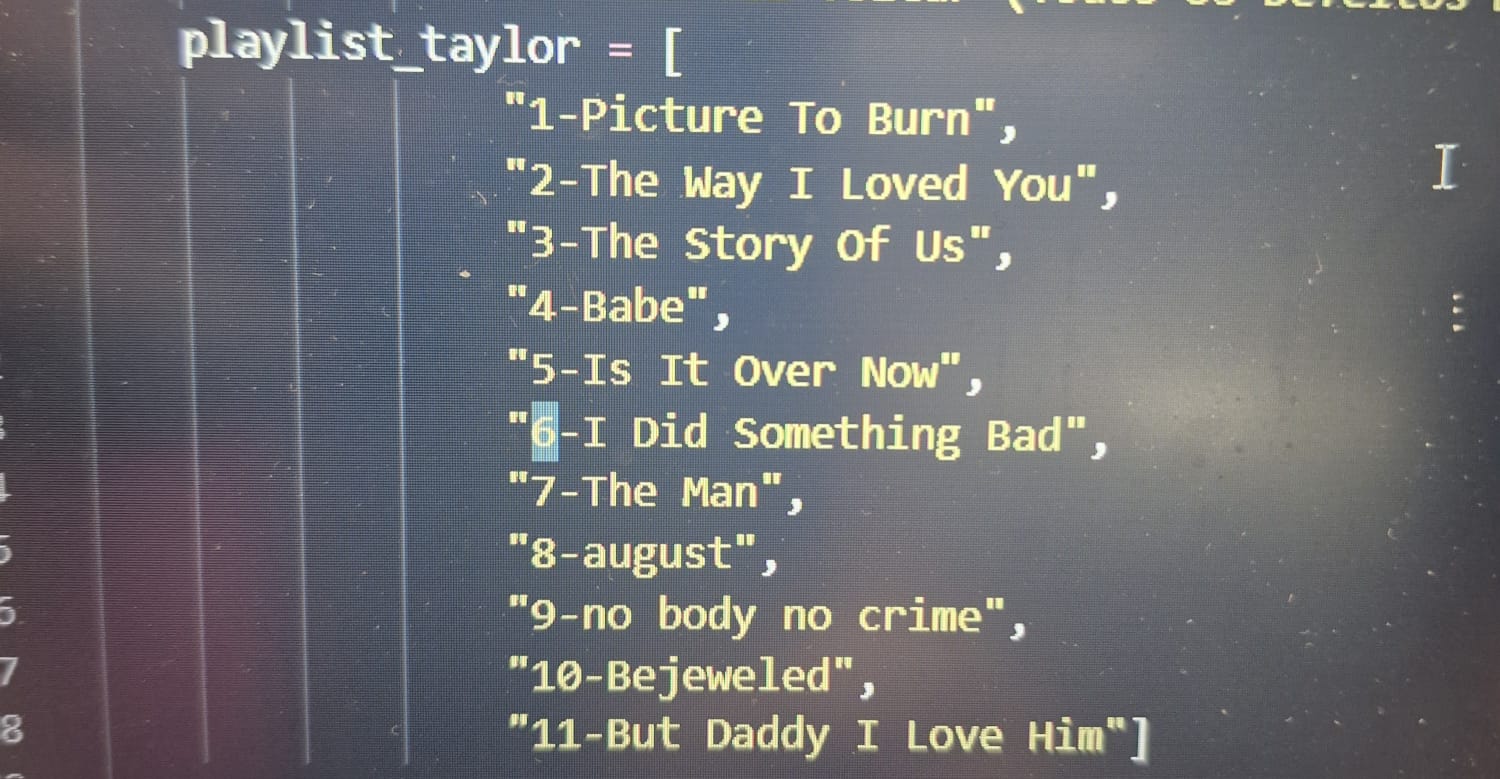 playlist_taylor = [
"1-Picture To Burn",
"2-The Way I Loved You",
"3-The Story Of Us",
"4-Babe",
"5-Is It Over Now",
"6-I Did Something Bad",
"7-The Man",
"8-august",
"9-no body no crime",
"10-Bejeweled",
"11-But Daddy I Love Him"]